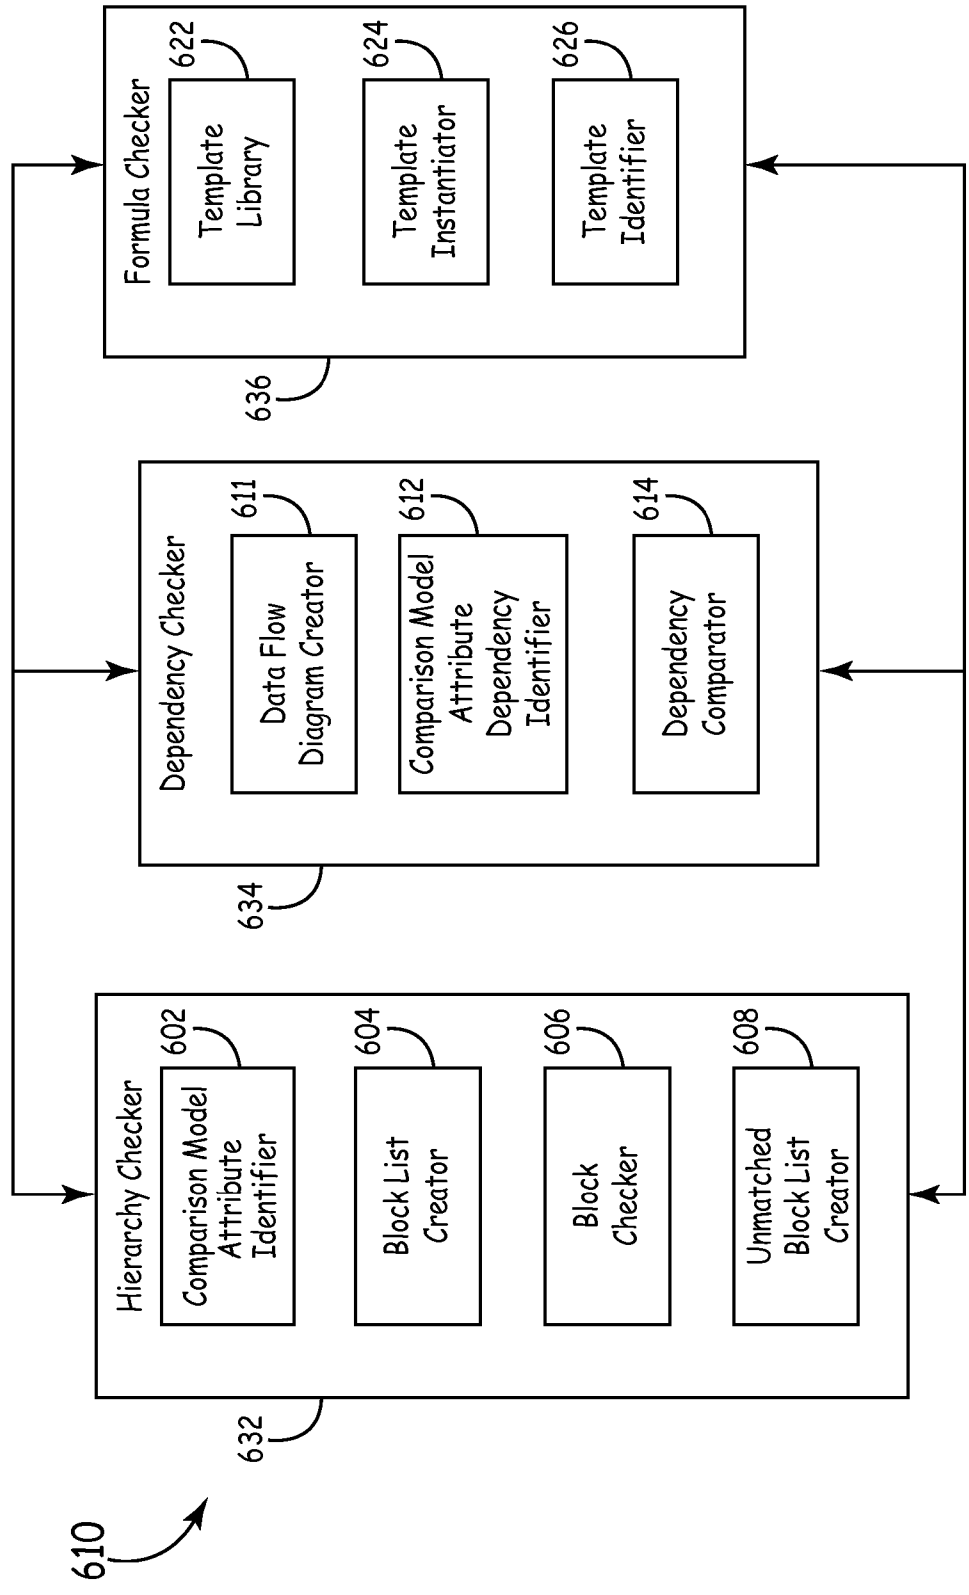 610
632
Hierarchy Checker
602
Comparison Model
Attribute
Identifier
604
Block List
Creator
606
Block
Checker
608
Unmatched
Block List
Creator
634
Dependency Checker
611
Data Flow
Diagram Creator
612
Comparison Model
Attribute
Dependency
Identifier
614
Dependency
Comparator
636
Formula Checker
622
Template
Library
624
Template
Instantiator
626
Template
Identifier